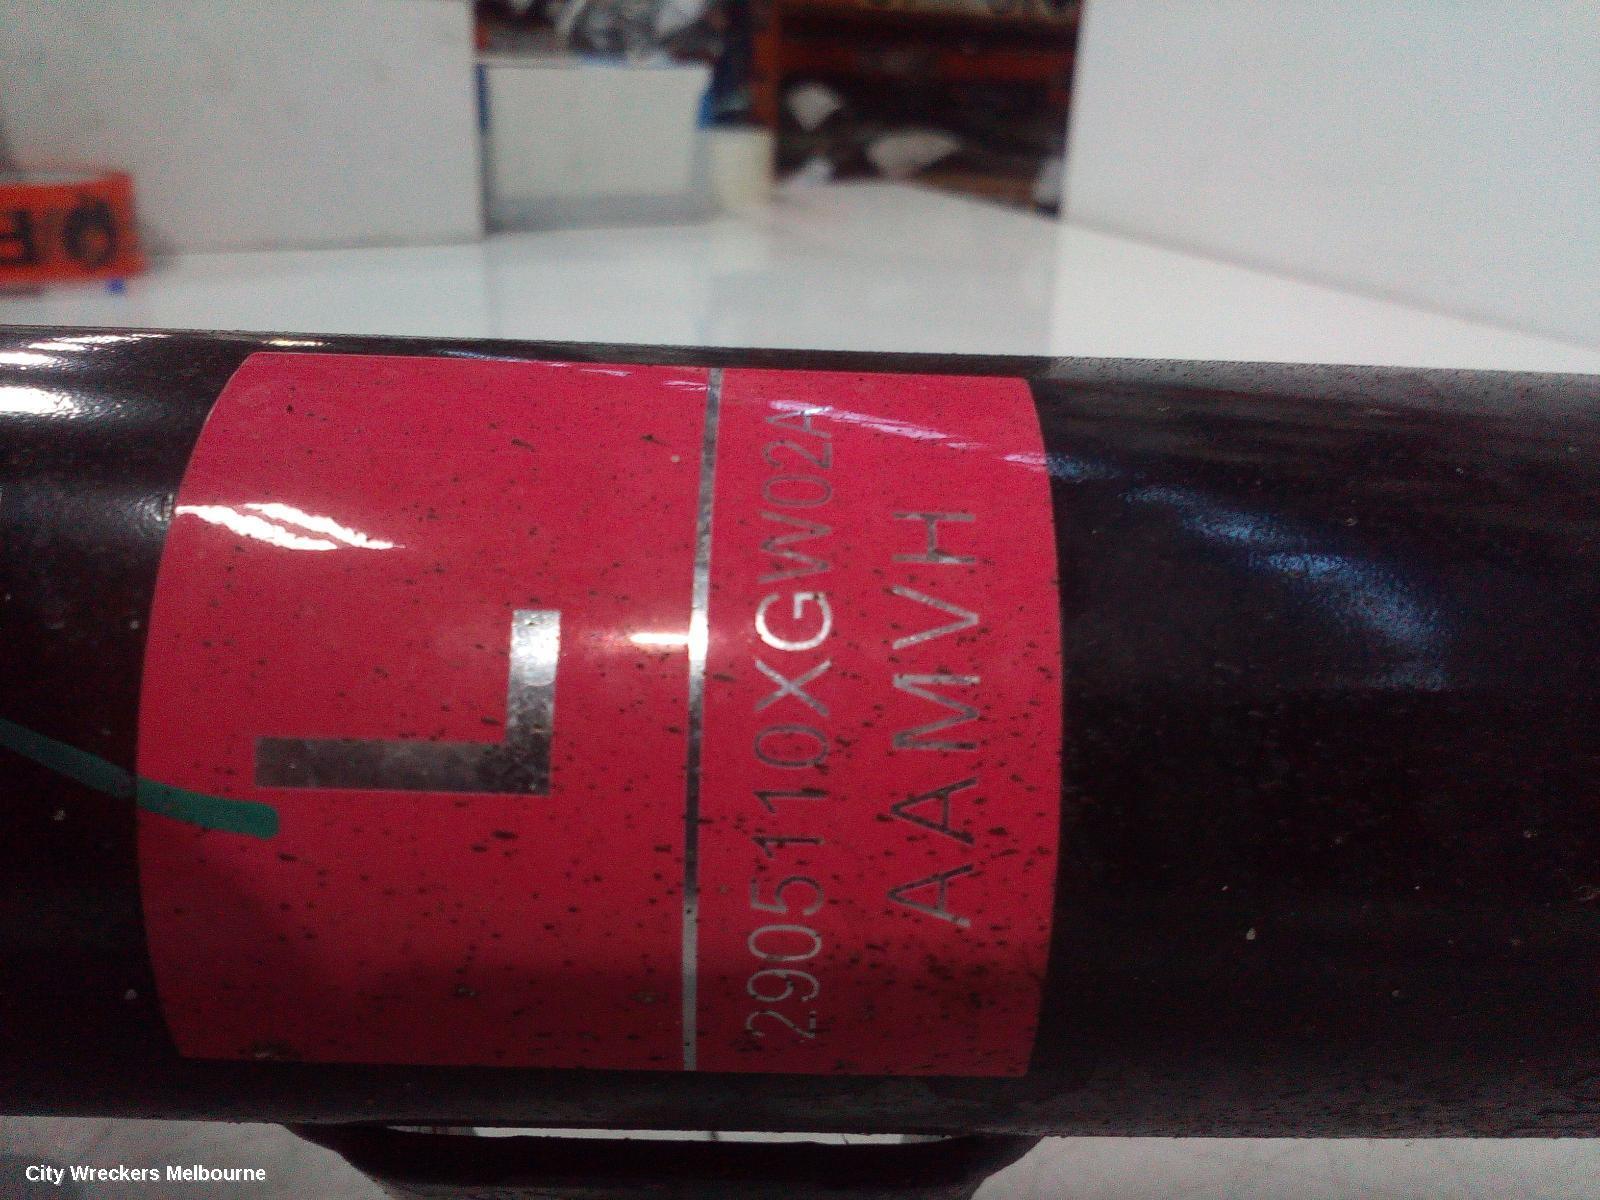 L
2905110XGW02A
AAMVH
City Wreckers Melbourne